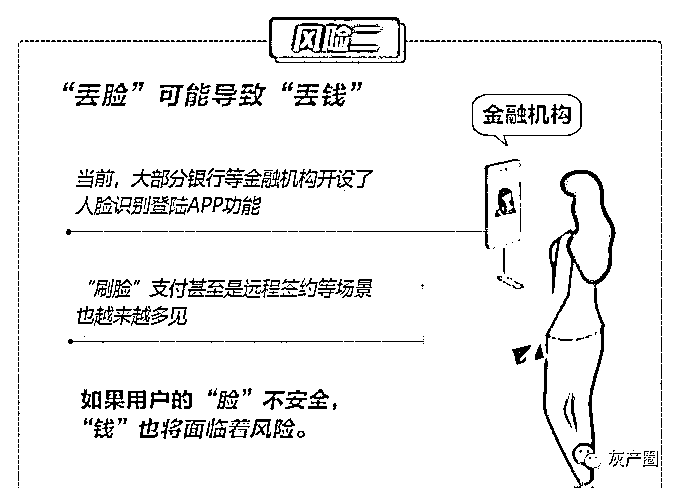 风险二
“丢脸”可能导致“丢钱”
金融机构
当前，大部分银行等金融机构开设了
人脸识别登陆APP功能
“刷脸”支付甚至是远程签约等场景
也越来越多见
如果用户的“脸”不安全，
“钱”也将面临着风险。
灰产圈